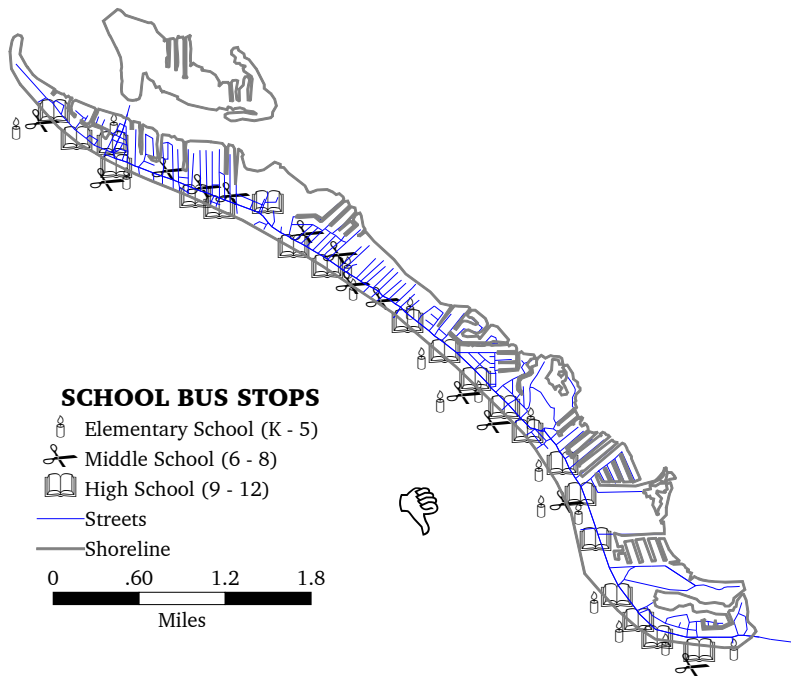 SCHOOL BUS STOPS
Elementary School (K - 5)
Middle School (6 - 8)
High School (9 - 12)
Streets
Shoreline
0 .60 1.2 1.8
Miles